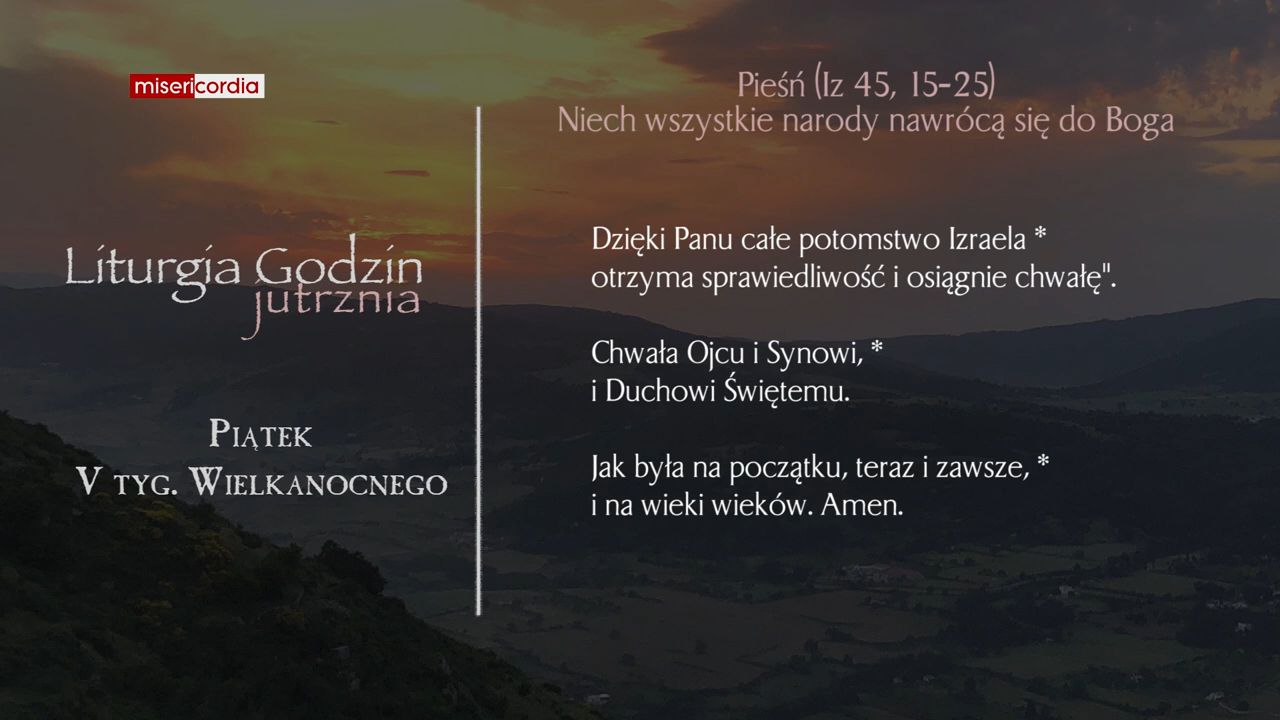 misericordia
Pieśń (Iz 45, 15-25)
Niech wszystkie narody nawrócą się do Boga
Liturgia Godzin
jutrznia
Piątek
V tyg. Wielkanocnego
Dzięki Panu całe potomstwo Izraela *
otrzyma sprawiedliwość i osiągnie chwałę".
Chwała Ojcu i Synowi, *
i Duchowi Świętemu.
Jak była na początku, teraz i zawsze, *
i na wieki wieków. Amen.